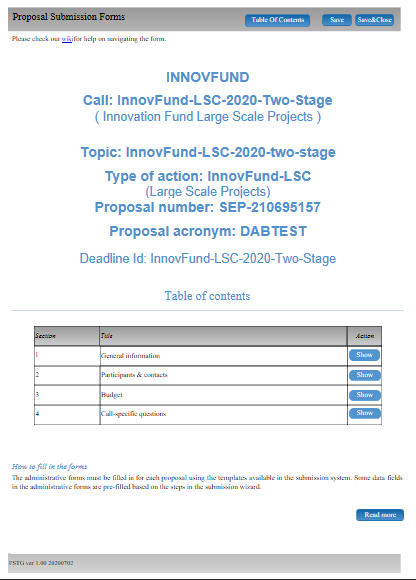 Proposal Submission Forms
Table Of Contents
Save
Save&Close
Please check our wikifor help on navigating the form.
INNOVFUND
Call: InnovFund-LSC-2020-Two-Stage
( Innovation Fund Large Scale Projects )
Topic: InnovFund-LSC-2020-two-stage
Type of action: InnovFund-LSC
(Large Scale Projects)
Proposal number: SEP-210695157
Proposal acronym: DABTEST
Deadline Id: InnovFund-LSC-2020-Two-Stage
Table of contents
Section Title Action
1 General information Show
2 Participants & contacts Show
3 Budget Show
4 Call-specific questions Show
How to fill in the forms
The administrative forms must be filled in for each proposal using the templates available in the submission system. Some data fields
in the administrative forms are pre-filled based on the steps in the submission wizard.
Read more
FSTG ver 1.00 20200702